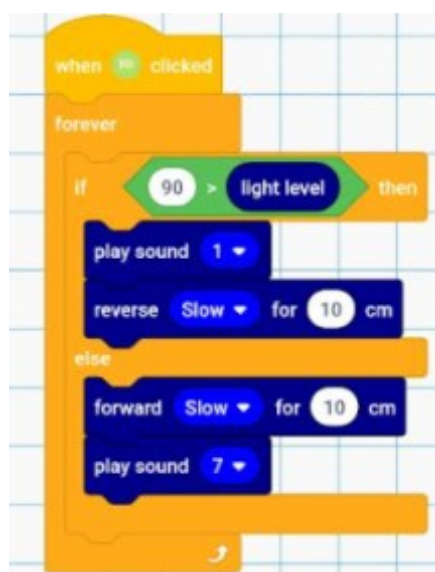 when clicked
forever
if 90 > light level then
play sound 1
reverse Slow for 10 cm
else
forward Slow for 10 cm
play sound 7